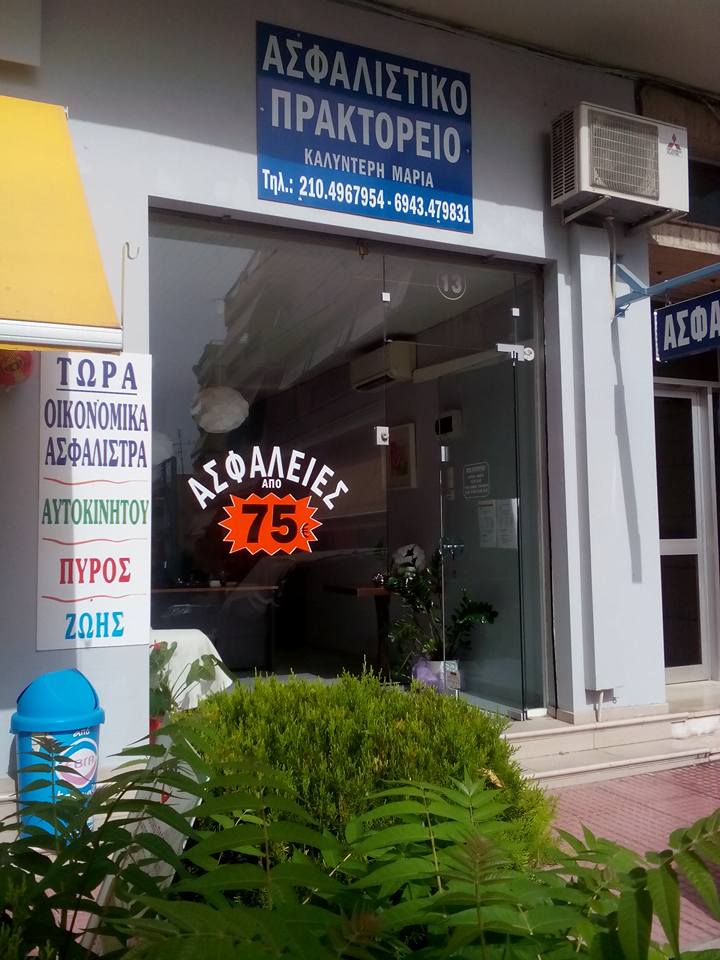 ΑΣΦΑΛΙΣΤΙΚΟ
ΠΡΑΚΤΟΡΕΙΟ
ΚΑΛΥΝΤΕΡΗ ΜΑΡΙΑ
Τηλ.: 210.4967954 - 6943.479831
13
ΑΣΦΑ
ΤΩΡΑ
ΟΙΚΟΝΟΜΙΚΑ
ΑΣΦΑΛΙΣΤΡΑ
ΑΥΤΟΚΙΝΗΤΟΥ
ΠΥΡΟΣ
ΖΩΗΣ
ΑΣΦΑΛΕΙΕΣ
ΑΠΟ
75€